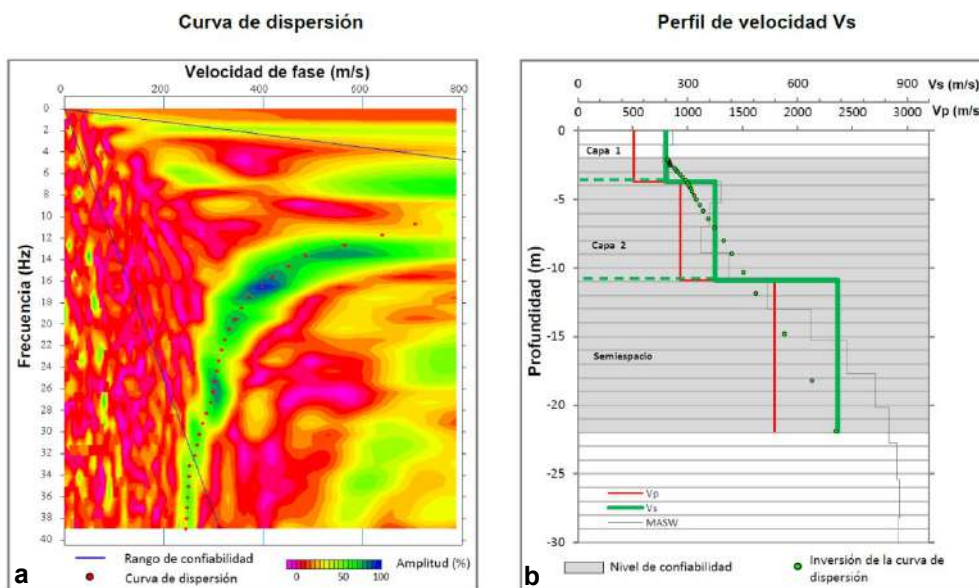 Curva de dispersión
Velocidad de fase (m/s)
0 200 400 600 800
0
2
4
6
8
10
12
14
16
18
20
22
24
26
28
30
32
34
36
38
40
Frecuencia (Hz)
Rango de confiabilidad
Curva de dispersión
Amplitud (%)
0 50 100
a
Perfil de velocidad Vs
0 300 600 900
Vs (m/s)
Vp (m/s)
0 500 1000 1500 2000 2500 3000
0
-5
-10
-15
-20
-25
-30
Profundidad (m)
Capa 1
Capa 2
Semiespacio
Vp
Vs
MASW
Nivel de confiabilidad
Inversión de la curva de
dispersión
b